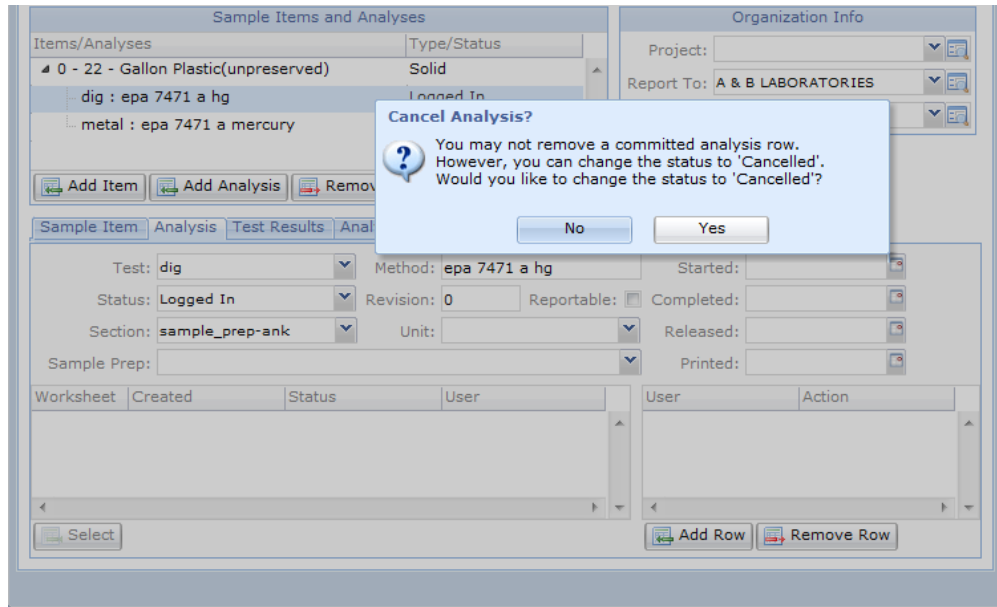 Sample Items and Analyses
Organization Info
Items/Analyses Type/Status
0 - 22 - Gallon Plastic(unpreserved) Solid
dig : epa 7471 a hg Logged In
metal : epa 7471 a mercury
Project:
Report To: A & B LABORATORIES
Cancel Analysis?
You may not remove a committed analysis row.
However, you can change the status to 'Cancelled'.
Would you like to change the status to 'Cancelled'?
No Yes
Add Item Add Analysis
Sample Item Analysis Test Results
Test: dig Method: epa 7471 a hg Started:
Status: Logged In Revision: 0 Reportable: Completed:
Section: sample_prep-ank Unit: Released:
Sample Prep: Printed:
Worksheet Created Status User User Action
Select Add Row Remove Row